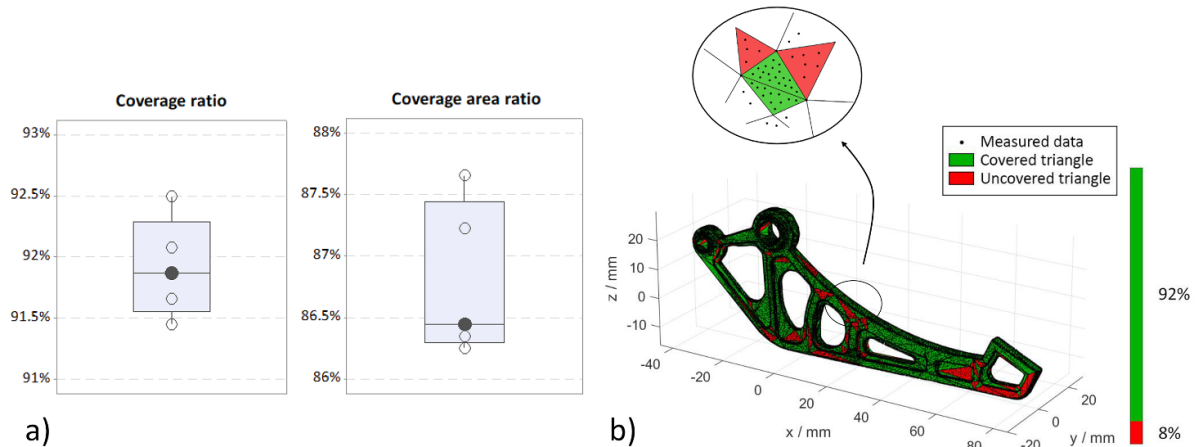 Coverage ratio
93%
92.5%
92%
91.5%
91%
Coverage area ratio
88%
87.5%
87%
86.5%
86%
a)
Measured data
Covered triangle
Uncovered triangle
20
10
0
-10
z / mm
-40
-20
0
20
40
60
80
x / mm
-20
0
20
y / mm
92%
8%
b)